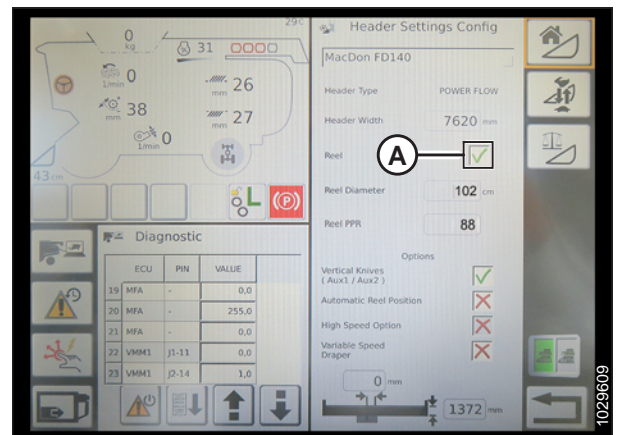 29C
Header Settings Config
0
kg
31
MacDon FD140
0
1/min
26
mm
Header Type POWER FLOW
38
mm
27
mm
Header Width 7620 mm
0
1/min
Reel
A
43 cm
Reel Diameter 102 cm
L
(P)
Reel PPR 88
Diagnostic
Options
ECU PIN VALUE
Vertical Knives
( Aux1 / Aux2 )
19 MFA - 0,0
20 MFA - 255.0
Automatic Reel Position
21 MFA - 0,0
High Speed Option
22 VMM1 J1-11 0,0
Variable Speed
Draper
23 VMM1 J2-14 1,0
0 mm
1372 mm
1029609